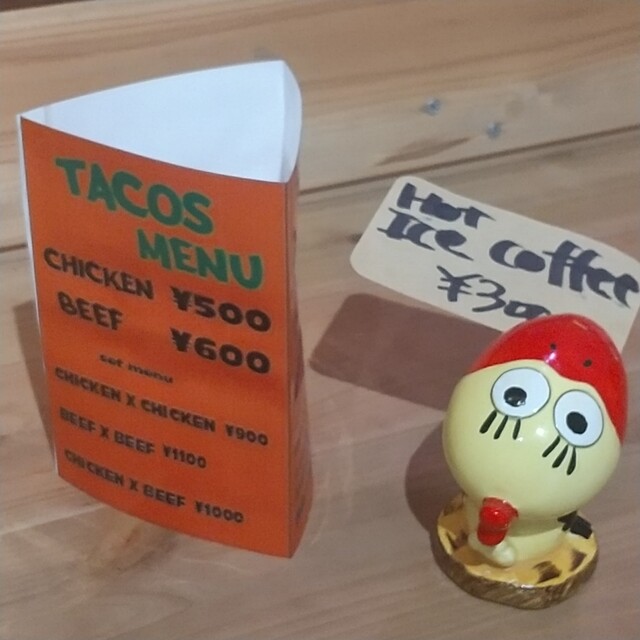 TACOS
MENU
CHICKEN ¥500
BEEF ¥600
set menu
CHICKEN X CHICKEN ¥900
BEEF X BEEF ¥1100
CHICKEN X BEEF ¥1000
Hot
Ice Coffee